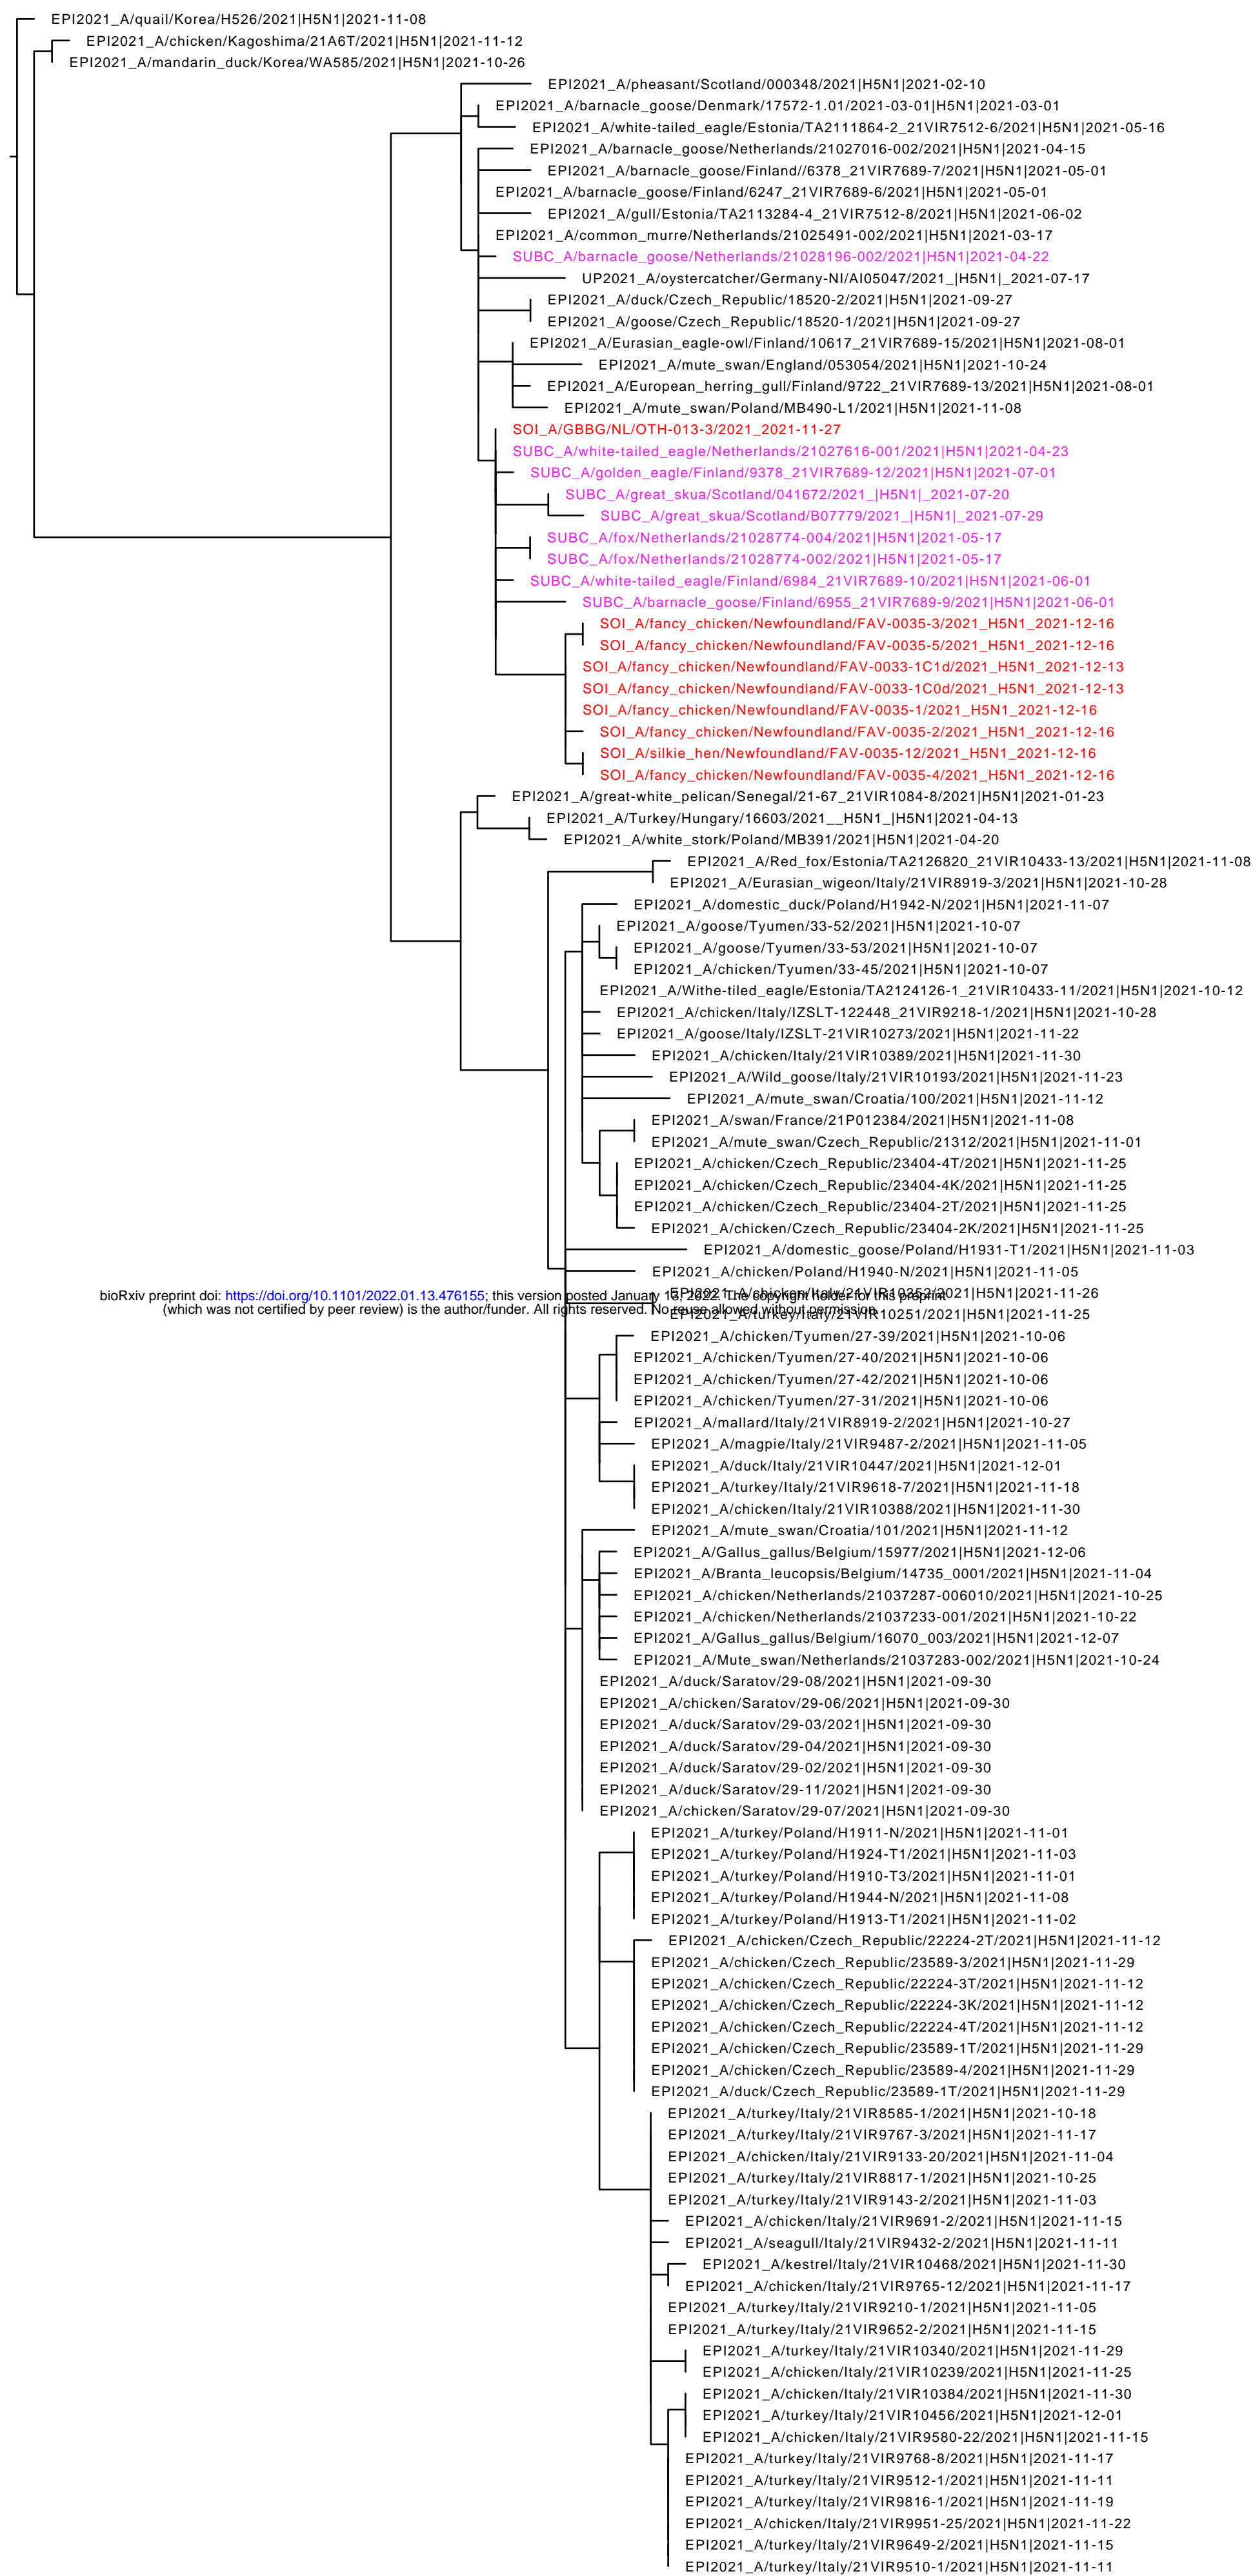 EPI2021_A/quail/Korea/H526/2021|H5N1|2021-11-08
EPI2021_A/chicken/Kagoshima/21A6T/2021|H5N1|2021-11-12
EPI2021_A/mandarin_duck/Korea/WA585/2021|H5N1|2021-10-26
EPI2021_A/pheasant/Scotland/000348/2021|H5N1|2021-02-10
EPI2021_A/barnacle_goose/Denmark/17572-1.01/2021-03-01|H5N1|2021-03-01
EPI2021_A/white-tailed_eagle/Estonia/TA2111864-2_21VIR7512-6/2021|H5N1|2021-05-16
EPI2021_A/barnacle_goose/Netherlands/21027016-002/2021|H5N1|2021-04-15
EPI2021_A/barnacle_goose/Finland//6378_21VIR7689-7/2021|H5N1|2021-05-01
EPI2021_A/barnacle_goose/Finland/6247_21VIR7689-6/2021|H5N1|2021-05-01
EPI2021_A/gull/Estonia/TA2113284-4_21VIR7512-8/2021|H5N1|2021-06-02
EPI2021_A/common_murre/Netherlands/21025491-002/2021|H5N1|2021-03-17
SUBC_A/barnacle_goose/Netherlands/21028196-002/2021|H5N1|2021-04-22
UP2021_A/oystercatcher/Germany-NI/AI05047/2021_|H5N1|_2021-07-17
EPI2021_A/duck/Czech_Republic/18520-2/2021|H5N1|2021-09-27
EPI2021_A/goose/Czech_Republic/18520-1/2021|H5N1|2021-09-27
EPI2021_A/Eurasian_eagle-owl/Finland/10617_21VIR7689-15/2021|H5N1|2021-08-01
EPI2021_A/mute_swan/England/053054/2021|H5N1|2021-10-24
EPI2021_A/European_herring_gull/Finland/9722_21VIR7689-13/2021|H5N1|2021-08-01
EPI2021_A/mute_swan/Poland/MB490-L1/2021|H5N1|2021-11-08
SOI_A/GBBG/NL/OTH-013-3/2021_2021-11-27
SUBC_A/white-tailed_eagle/Netherlands/21027616-001/2021|H5N1|2021-04-23
SUBC_A/golden_eagle/Finland/9378_21VIR7689-12/2021|H5N1|2021-07-01
SUBC_A/great_skua/Scotland/041672/2021_|H5N1|_2021-07-20
SUBC_A/great_skua/Scotland/B07779/2021_|H5N1|_2021-07-29
SUBC_A/fox/Netherlands/21028774-004/2021|H5N1|2021-05-17
SUBC_A/fox/Netherlands/21028774-002/2021|H5N1|2021-05-17
SUBC_A/white-tailed_eagle/Finland/6984_21VIR7689-10/2021|H5N1|2021-06-01
SUBC_A/barnacle_goose/Finland/6955_21VIR7689-9/2021|H5N1|2021-06-01
SOI_A/fancy_chicken/Newfoundland/FAV-0035-3/2021_H5N1_2021-12-16
SOI_A/fancy_chicken/Newfoundland/FAV-0035-5/2021_H5N1_2021-12-16
SOI_A/fancy_chicken/Newfoundland/FAV-0033-1C1d/2021_H5N1_2021-12-13
SOI_A/fancy_chicken/Newfoundland/FAV-0033-1C0d/2021_H5N1_2021-12-13
SOI_A/fancy_chicken/Newfoundland/FAV-0035-1/2021_H5N1_2021-12-16
SOI_A/fancy_chicken/Newfoundland/FAV-0035-2/2021_H5N1_2021-12-16
SOI_A/silkie_hen/Newfoundland/FAV-0035-12/2021_H5N1_2021-12-16
SOI_A/fancy_chicken/Newfoundland/FAV-0035-4/2021_H5N1_2021-12-16
EPI2021_A/great-white_pelican/Senegal/21-67_21VIR1084-8/2021|H5N1|2021-01-23
EPI2021_A/Turkey/Hungary/16603/2021__H5N1_|H5N1|2021-04-13
EPI2021_A/white_stork/Poland/MB391/2021|H5N1|2021-04-20
EPI2021_A/Red_fox/Estonia/TA2126820_21VIR10433-13/2021|H5N1|2021-11-08
EPI2021_A/Eurasian_wigeon/Italy/21VIR8919-3/2021|H5N1|2021-10-28
EPI2021_A/domestic_duck/Poland/H1942-N/2021|H5N1|2021-11-07
EPI2021_A/goose/Tyumen/33-52/2021|H5N1|2021-10-07
EPI2021_A/goose/Tyumen/33-53/2021|H5N1|2021-10-07
EPI2021_A/chicken/Tyumen/33-45/2021|H5N1|2021-10-07
EPI2021_A/Withe-tiled_eagle/Estonia/TA2124126-1_21VIR10433-11/2021|H5N1|2021-10-12
EPI2021_A/chicken/Italy/IZSLT-122448_21VIR9218-1/2021|H5N1|2021-10-28
EPI2021_A/goose/Italy/IZSLT-21VIR10273/2021|H5N1|2021-11-22
EPI2021_A/chicken/Italy/21VIR10389/2021|H5N1|2021-11-30
EPI2021_A/Wild_goose/Italy/21VIR10193/2021|H5N1|2021-11-23
EPI2021_A/mute_swan/Croatia/100/2021|H5N1|2021-11-12
EPI2021_A/swan/France/21P012384/2021|H5N1|2021-11-08
EPI2021_A/mute_swan/Czech_Republic/21312/2021|H5N1|2021-11-01
EPI2021_A/chicken/Czech_Republic/23404-4T/2021|H5N1|2021-11-25
EPI2021_A/chicken/Czech_Republic/23404-4K/2021|H5N1|2021-11-25
EPI2021_A/chicken/Czech_Republic/23404-2T/2021|H5N1|2021-11-25
EPI2021_A/chicken/Czech_Republic/23404-2K/2021|H5N1|2021-11-25
EPI2021_A/domestic_goose/Poland/H1931-T1/2021|H5N1|2021-11-03
EPI2021_A/chicken/Poland/H1940-N/2021|H5N1|2021-11-05
EPI2021_A/chicken/Italy/21VIR10352/2021|H5N1|2021-11-26
bioRxiv preprint doi: https://doi.org/10.1101/2022.01.13.476155; this version posted January 13, 2022. The copyright holder for this preprint
(which was not certified by peer review) is the author/funder. All rights reserved. No reuse allowed without permission.
EPI2021_A/turkey/Italy/21VIR10251/2021|H5N1|2021-11-25
EPI2021_A/chicken/Tyumen/27-39/2021|H5N1|2021-10-06
EPI2021_A/chicken/Tyumen/27-40/2021|H5N1|2021-10-06
EPI2021_A/chicken/Tyumen/27-42/2021|H5N1|2021-10-06
EPI2021_A/chicken/Tyumen/27-31/2021|H5N1|2021-10-06
EPI2021_A/mallard/Italy/21VIR8919-2/2021|H5N1|2021-10-27
EPI2021_A/magpie/Italy/21VIR9487-2/2021|H5N1|2021-11-05
EPI2021_A/duck/Italy/21VIR10447/2021|H5N1|2021-12-01
EPI2021_A/turkey/Italy/21VIR9618-7/2021|H5N1|2021-11-18
EPI2021_A/chicken/Italy/21VIR10388/2021|H5N1|2021-11-30
EPI2021_A/mute_swan/Croatia/101/2021|H5N1|2021-11-12
EPI2021_A/Gallus_gallus/Belgium/15977/2021|H5N1|2021-12-06
EPI2021_A/Branta_leucopsis/Belgium/14735_0001/2021|H5N1|2021-11-04
EPI2021_A/chicken/Netherlands/21037287-006010/2021|H5N1|2021-10-25
EPI2021_A/chicken/Netherlands/21037233-001/2021|H5N1|2021-10-22
EPI2021_A/Gallus_gallus/Belgium/16070_003/2021|H5N1|2021-12-07
EPI2021_A/Mute_swan/Netherlands/21037283-002/2021|H5N1|2021-10-24
EPI2021_A/duck/Saratov/29-08/2021|H5N1|2021-09-30
EPI2021_A/chicken/Saratov/29-06/2021|H5N1|2021-09-30
EPI2021_A/duck/Saratov/29-03/2021|H5N1|2021-09-30
EPI2021_A/duck/Saratov/29-04/2021|H5N1|2021-09-30
EPI2021_A/duck/Saratov/29-02/2021|H5N1|2021-09-30
EPI2021_A/duck/Saratov/29-11/2021|H5N1|2021-09-30
EPI2021_A/chicken/Saratov/29-07/2021|H5N1|2021-09-30
EPI2021_A/turkey/Poland/H1911-N/2021|H5N1|2021-11-01
EPI2021_A/turkey/Poland/H1924-T1/2021|H5N1|2021-11-03
EPI2021_A/turkey/Poland/H1910-T3/2021|H5N1|2021-11-01
EPI2021_A/turkey/Poland/H1944-N/2021|H5N1|2021-11-08
EPI2021_A/turkey/Poland/H1913-T1/2021|H5N1|2021-11-02
EPI2021_A/chicken/Czech_Republic/22224-2T/2021|H5N1|2021-11-12
EPI2021_A/chicken/Czech_Republic/23589-3/2021|H5N1|2021-11-29
EPI2021_A/chicken/Czech_Republic/22224-3T/2021|H5N1|2021-11-12
EPI2021_A/chicken/Czech_Republic/22224-3K/2021|H5N1|2021-11-12
EPI2021_A/chicken/Czech_Republic/22224-4T/2021|H5N1|2021-11-12
EPI2021_A/chicken/Czech_Republic/23589-1T/2021|H5N1|2021-11-29
EPI2021_A/chicken/Czech_Republic/23589-4/2021|H5N1|2021-11-29
EPI2021_A/duck/Czech_Republic/23589-1T/2021|H5N1|2021-11-29
EPI2021_A/turkey/Italy/21VIR8585-1/2021|H5N1|2021-10-18
EPI2021_A/turkey/Italy/21VIR9767-3/2021|H5N1|2021-11-17
EPI2021_A/chicken/Italy/21VIR9133-20/2021|H5N1|2021-11-04
EPI2021_A/turkey/Italy/21VIR8817-1/2021|H5N1|2021-10-25
EPI2021_A/turkey/Italy/21VIR9143-2/2021|H5N1|2021-11-03
EPI2021_A/chicken/Italy/21VIR9691-2/2021|H5N1|2021-11-15
EPI2021_A/seagull/Italy/21VIR9432-2/2021|H5N1|2021-11-11
EPI2021_A/kestrel/Italy/21VIR10468/2021|H5N1|2021-11-30
EPI2021_A/chicken/Italy/21VIR9765-12/2021|H5N1|2021-11-17
EPI2021_A/turkey/Italy/21VIR9210-1/2021|H5N1|2021-11-05
EPI2021_A/turkey/Italy/21VIR9652-2/2021|H5N1|2021-11-15
EPI2021_A/turkey/Italy/21VIR10340/2021|H5N1|2021-11-29
EPI2021_A/chicken/Italy/21VIR10239/2021|H5N1|2021-11-25
EPI2021_A/chicken/Italy/21VIR10384/2021|H5N1|2021-11-30
EPI2021_A/turkey/Italy/21VIR10456/2021|H5N1|2021-12-01
EPI2021_A/chicken/Italy/21VIR9580-22/2021|H5N1|2021-11-15
EPI2021_A/turkey/Italy/21VIR9768-8/2021|H5N1|2021-11-17
EPI2021_A/turkey/Italy/21VIR9512-1/2021|H5N1|2021-11-11
EPI2021_A/turkey/Italy/21VIR9816-1/2021|H5N1|2021-11-19
EPI2021_A/chicken/Italy/21VIR9951-25/2021|H5N1|2021-11-22
EPI2021_A/turkey/Italy/21VIR9649-2/2021|H5N1|2021-11-15
EPI2021_A/turkey/Italy/21VIR9510-1/2021|H5N1|2021-11-11